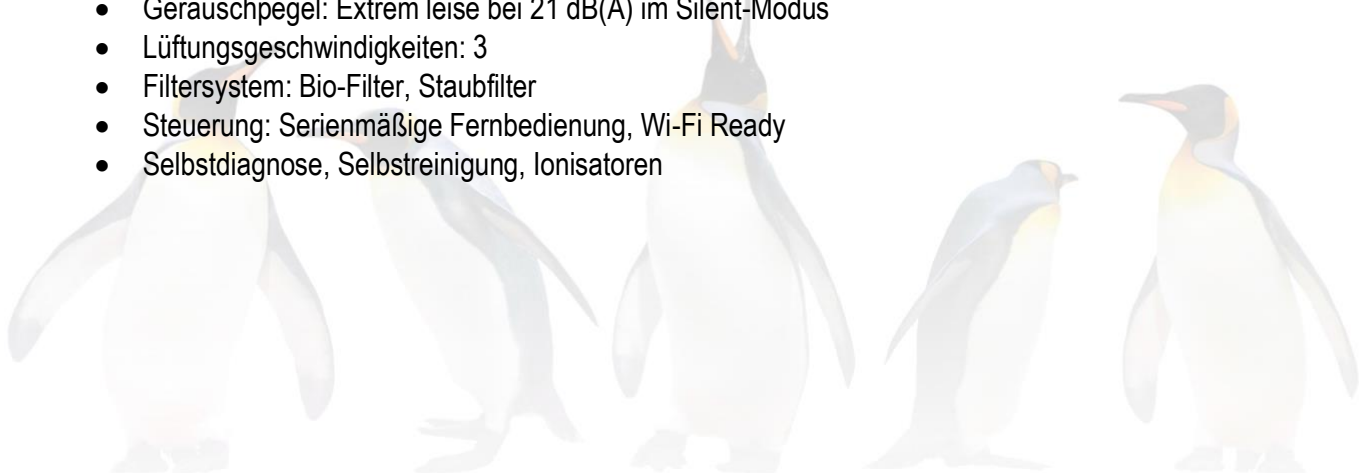 • Geräuschpegel: Extrem leise bei 21 dB(A) im Silent-Modus
• Lüftungsgeschwindigkeiten: 3
• Filtersystem: Bio-Filter, Staubfilter
• Steuerung: Serienmäßige Fernbedienung, Wi-Fi Ready
• Selbstdiagnose, Selbstreinigung, Ionisatoren